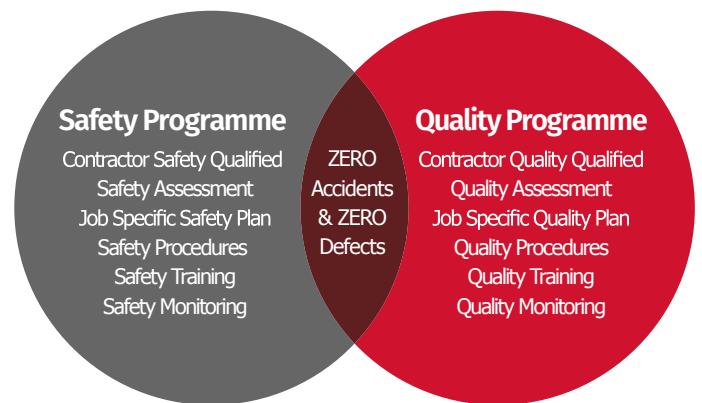 Safety Programme
Contractor Safety Qualified
Safety Assessment
Job Specific Safety Plan
Safety Procedures
Safety Training
Safety Monitoring
ZERO
Accidents
& ZERO
Defects
Quality Programme
Contractor Quality Qualified
Quality Assessment
Job Specific Quality Plan
Quality Procedures
Quality Training
Quality Monitoring